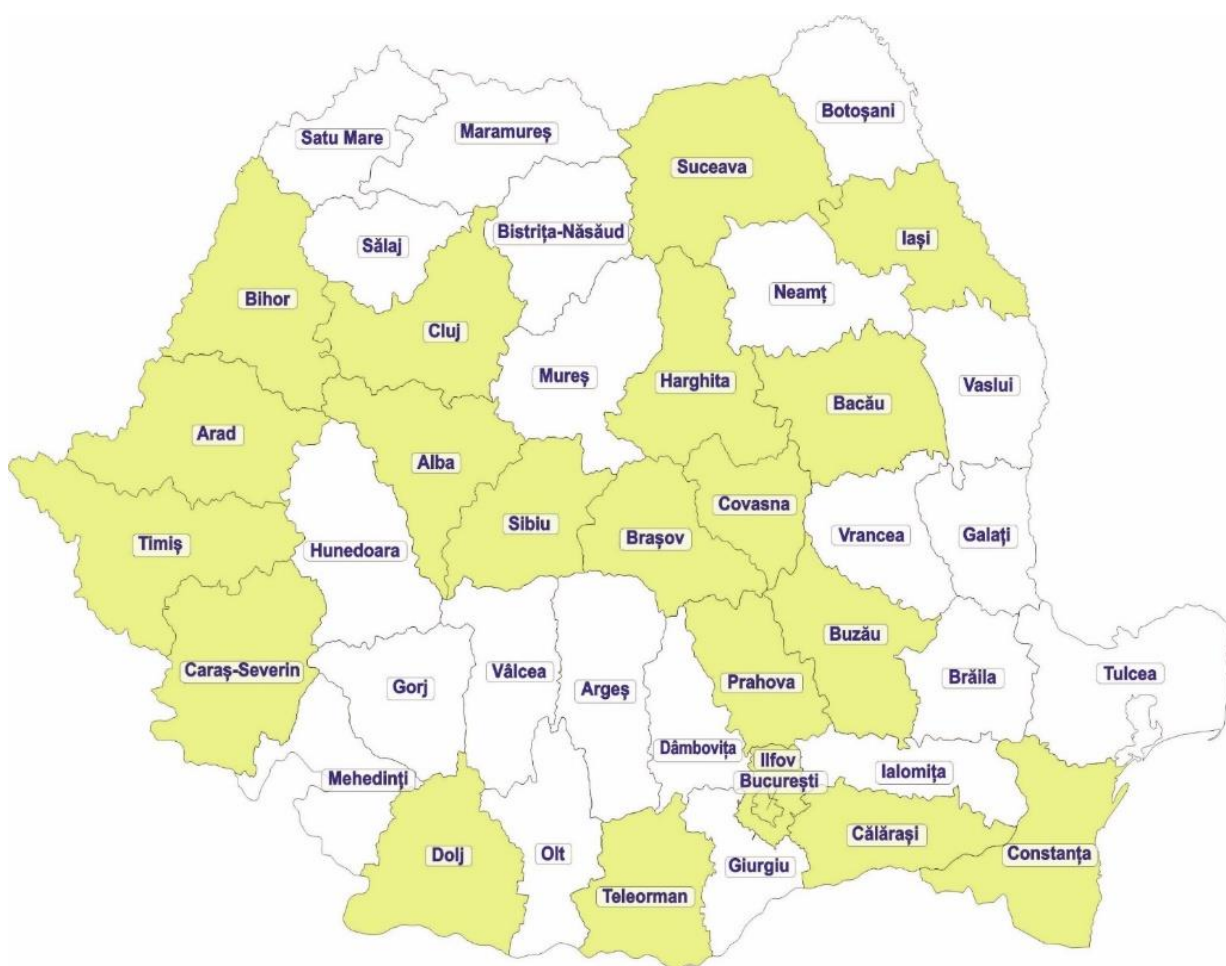 Botoșani
Satu Mare
Maramureș
Suceava
Bistrița-Năsăud
Iași
Sălaj
Neamț
Bihor
Cluj
Mureș
Harghita
Vaslui
Bacău
Arad
Alba
Covasna
Sibiu
Brașov
Vrancea
Galați
Timiș
Hunedoara
Buzău
Caraș-Severin
Vâlcea
Brăila
Tulcea
Gorj
Argeș
Prahova
Dâmbovița
Ilfov
Ialomița
Mehedinți
București
Călărași
Dolj
Olt
Constanța
Giurgiu
Teleorman